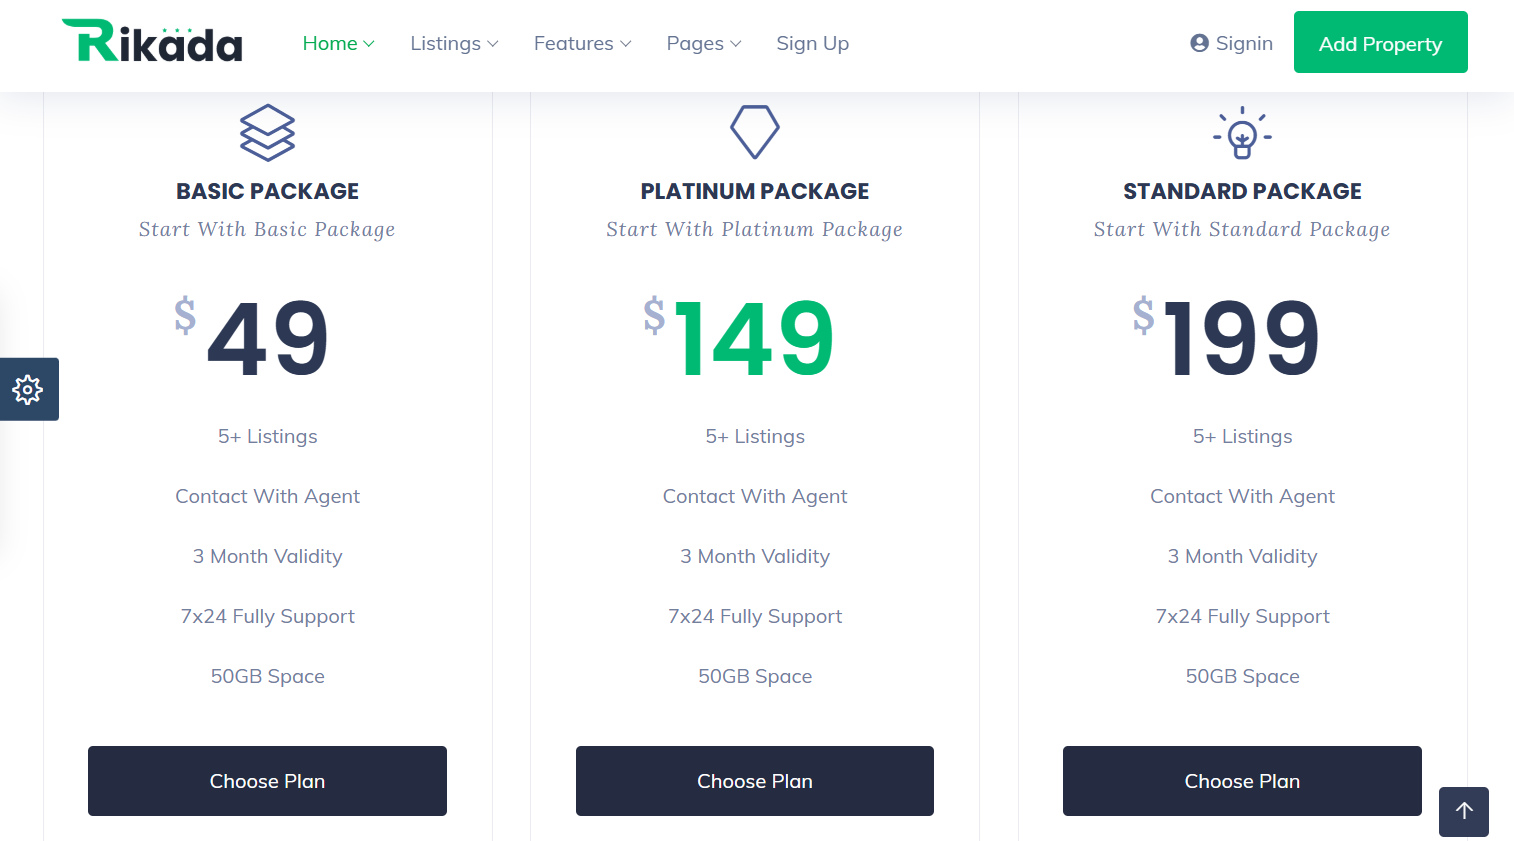 Rikada
Home
Listings
Features
Pages
Sign Up
Signin
Add Property
BASIC PACKAGE
Start With Basic Package
$49
5+ Listings
Contact With Agent
3 Month Validity
7x24 Fully Support
50GB Space
Choose Plan
PLATINUM PACKAGE
Start With Platinum Package
$149
5+ Listings
Contact With Agent
3 Month Validity
7x24 Fully Support
50GB Space
Choose Plan
STANDARD PACKAGE
Start With Standard Package
$199
5+ Listings
Contact With Agent
3 Month Validity
7x24 Fully Support
50GB Space
Choose Plan